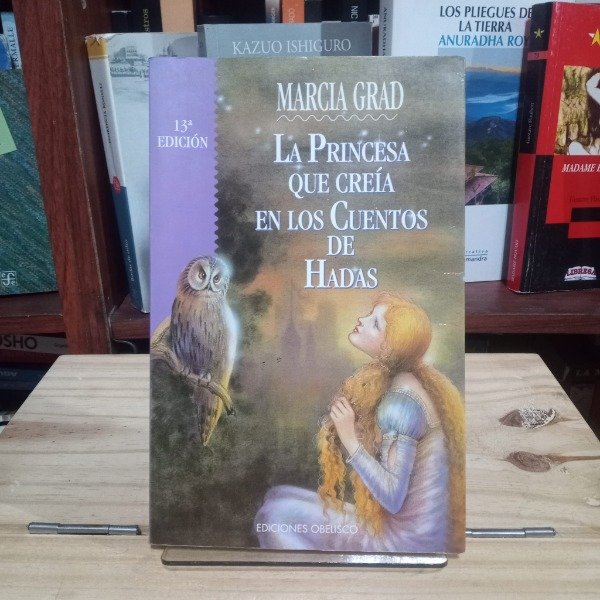 MARCIA GRAD
13ª
EDICIÓN
LA PRINCESA
QUE CREÍA
EN LOS CUENTOS
DE
HADAS
EDICIONES OBELISCO
KAZUO ISHIGURO
LOS PLIEGUES DE
LA TIERRA
ANURADHA ROY
MADAME
OSHO